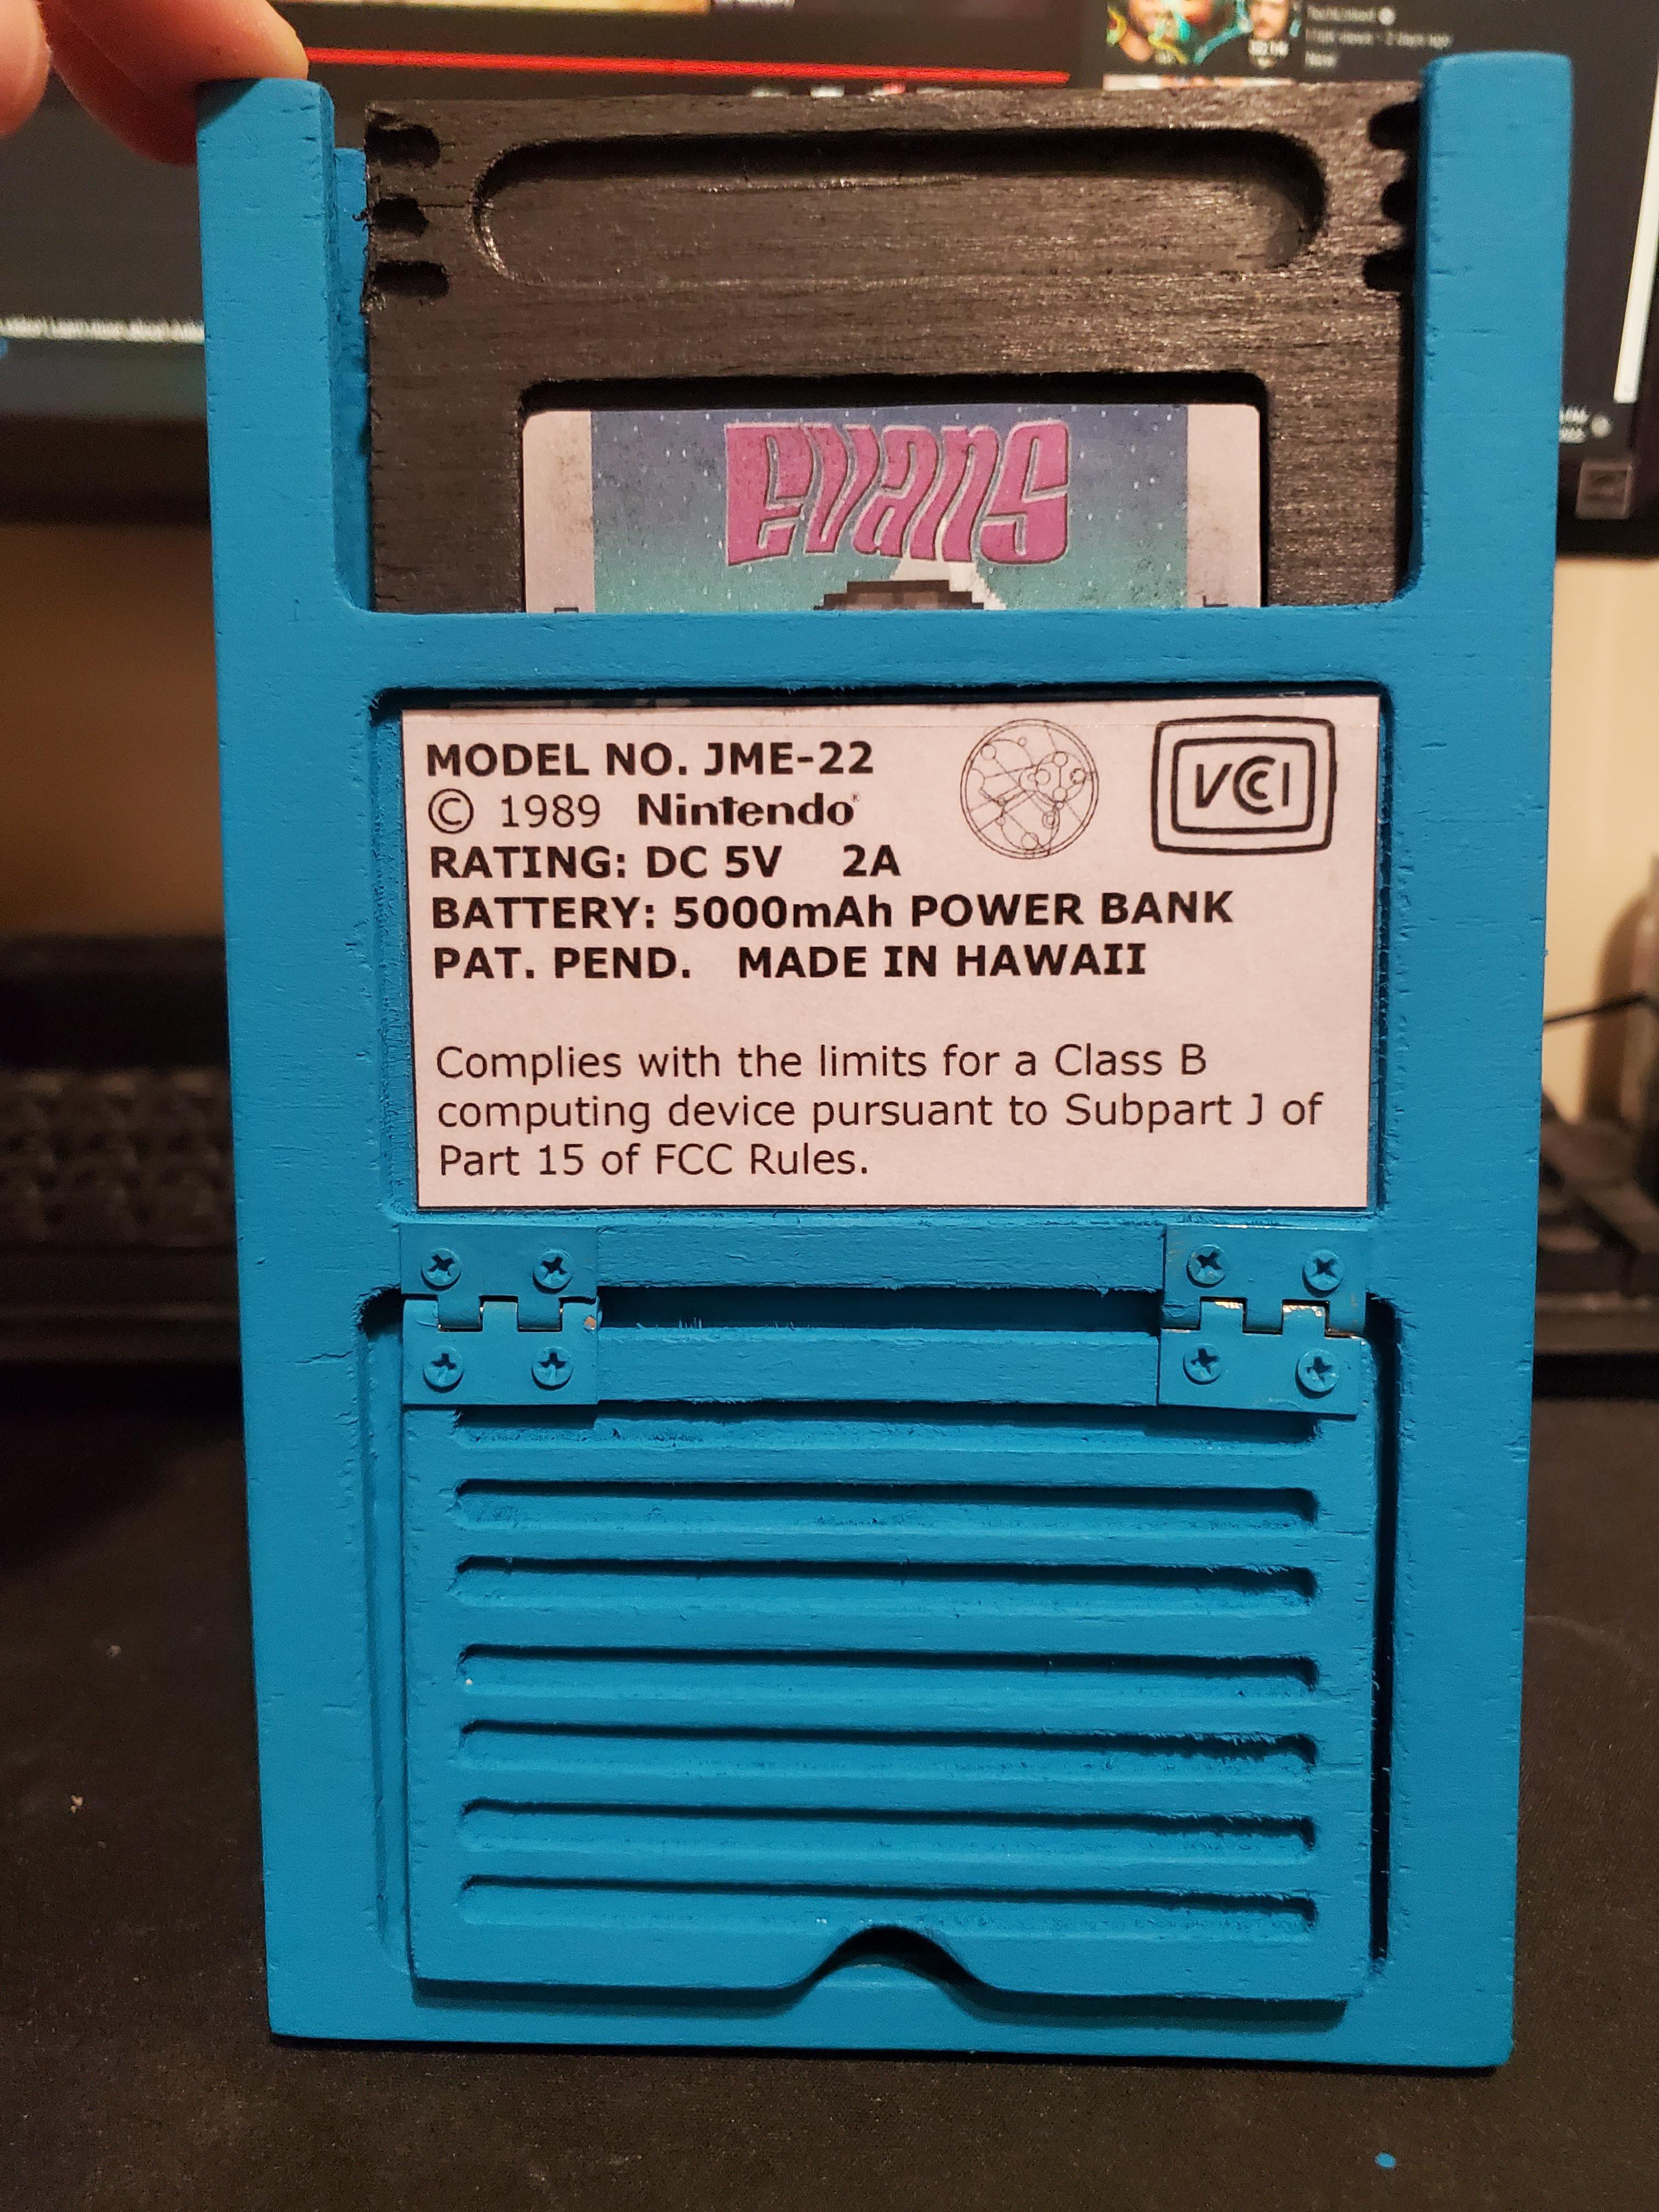 evans
MODEL NO. JME-22
© 1989 Nintendo®
VCCI
RATING: DC 5V 2A
BATTERY: 5000mAh POWER BANK
PAT. PEND. MADE IN HAWAII
Complies with the limits for a Class B
computing device pursuant to Subpart J of
Part 15 of FCC Rules.